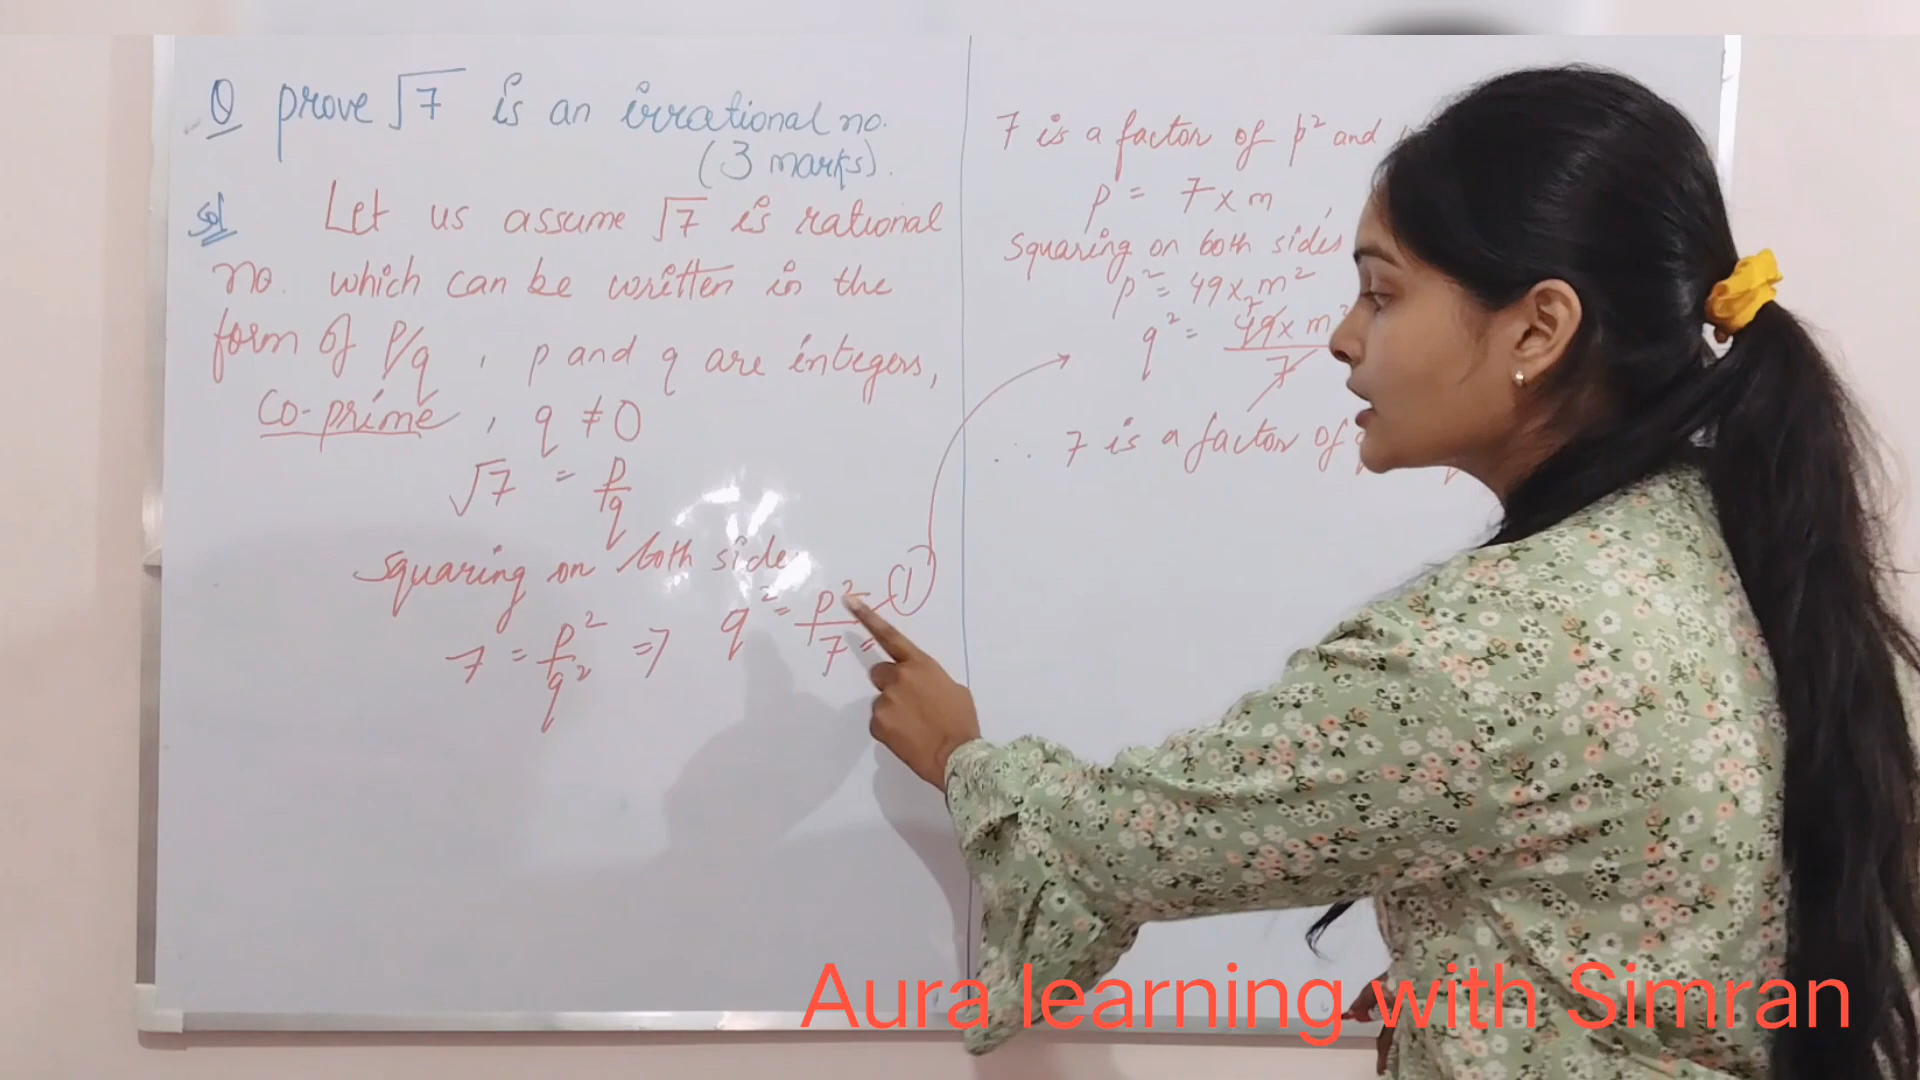 Q prove √7 is an irrational no.
(3 marks).
Sol Let us assume √7 is rational
no. which can be written in the
form of P/q , p and q are integers,
Co-prime , q ≠ 0
√7 = p/q
Squaring on both side
7 = p²/q² => q² = p²/7 = (1)
7 is a factor of p² and
p = 7 x m ,
Squaring on both sides
p² = 49 x m²
q² = 49 x m²/7
7
∴ 7 is a factor of
Aura learning with Simran